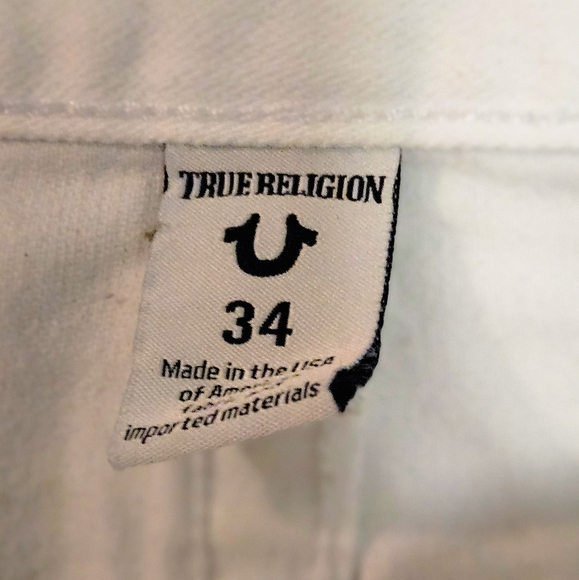 TRUE RELIGION
34
Made in the USA
of
imported materials